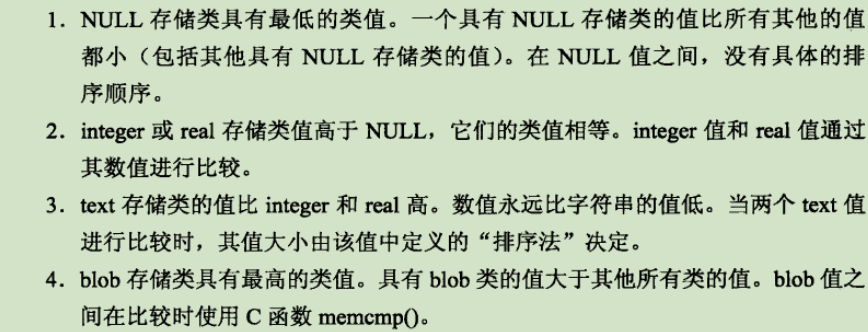 1. NULL 存储类具有最低的类值。一个具有 NULL 存储类的值比所有其他的值
都小（包括其他具有 NULL 存储类的值）。在 NULL 值之间，没有具体的排
序顺序。
2. integer 或 real 存储类值高于 NULL，它们的类值相等。integer 值和 real 值通过
其数值进行比较。
3. text 存储类的值比 integer 和 real 高。数值永远比字符串的值低。当两个 text 值
进行比较时，其值大小由该值中定义的“排序法”决定。
4. blob 存储类具有最高的类值。具有 blob 类的值大于其他所有类的值。blob 值之
间在比较时使用 C 函数 memcmp()。